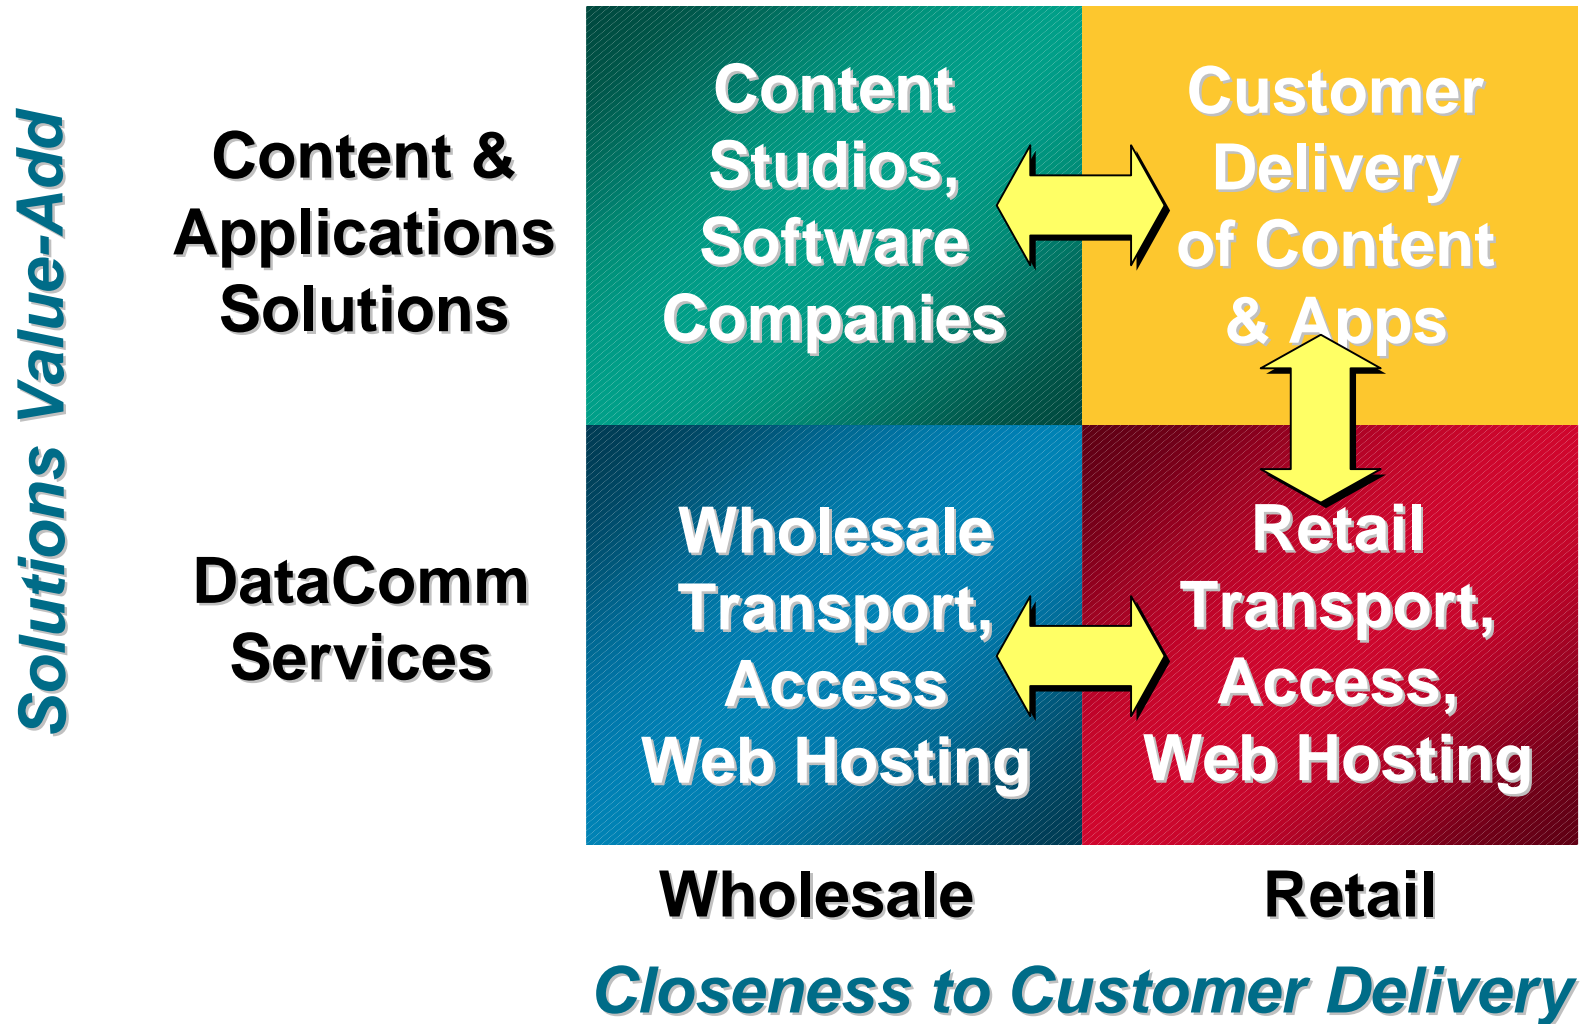 Solutions Value-Add
Content &
Applications
Solutions
Content
Studios,
Software
Companies
Customer
Delivery
of Content
& Apps
DataComm
Services
Wholesale
Transport,
Access
Web Hosting
Retail
Transport,
Access,
Web Hosting
Wholesale
Retail
Closeness to Customer Delivery